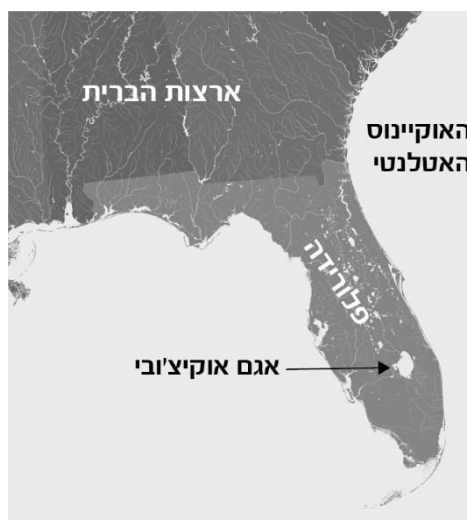 ארצות הברית
האוקיינוס
האטלנטי
פלורידה
אגם אוקיצ'ובי